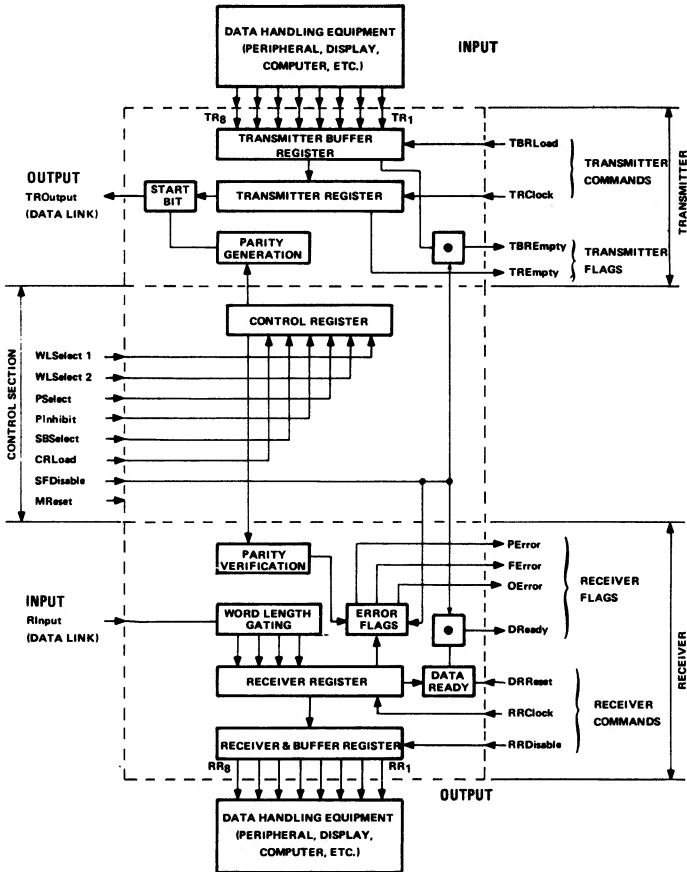 DATA HANDLING EQUIPMENT
(PERIPHERAL, DISPLAY,
COMPUTER, ETC.)
INPUT
TR8
TR1
TRANSMITTER BUFFER
REGISTER
TBRLoad
TRANSMITTER
COMMANDS
TRANSMITTER
OUTPUT
TROutput
(DATA LINK)
START
BIT
TRANSMITTER REGISTER
TRClock
PARITY
GENERATION
TBREmpty
TREmpty
TRANSMITTER
FLAGS
CONTROL REGISTER
CONTROL SECTION
WLSelect 1
WLSelect 2
PSelect
PInhibit
SBSelect
CRLoad
SFDisable
MReset
PARITY
VERIFICATION
PError
FError
OError
RECEIVER
FLAGS
INPUT
RInput
(DATA LINK)
WORD LENGTH
GATING
ERROR
FLAGS
DReady
RECEIVER
RECEIVER REGISTER
DATA
READY
DRReset
RRClock
RECEIVER
COMMANDS
RECEIVER & BUFFER REGISTER
RRDisable
RR8
RR1
OUTPUT
DATA HANDLING EQUIPMENT
(PERIPHERAL, DISPLAY,
COMPUTER, ETC.)